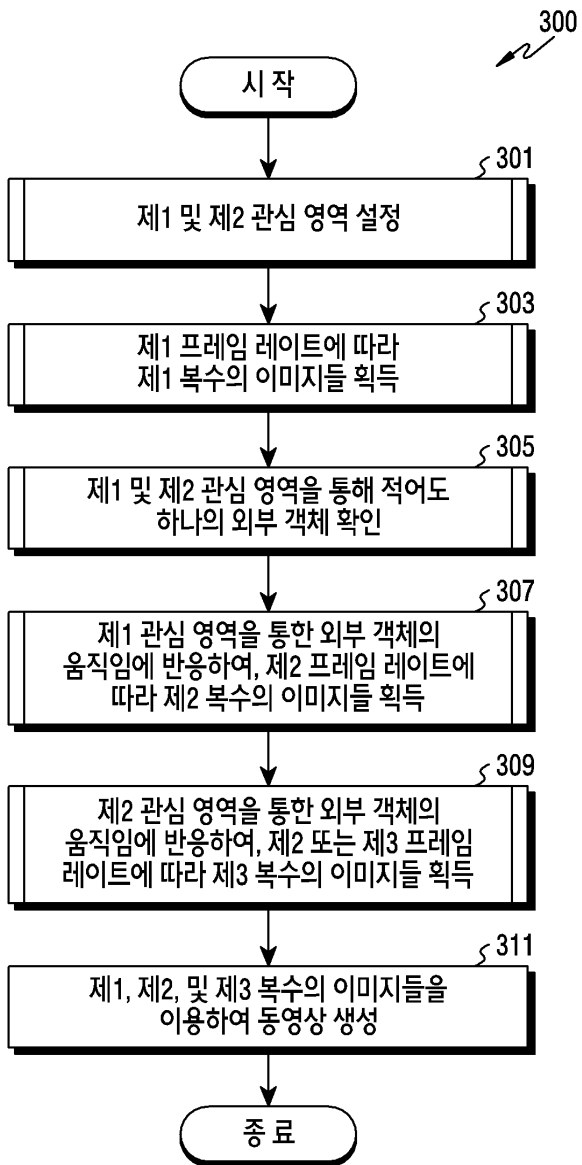 300
시 작
301
제1 및 제2 관심 영역 설정
303
제1 프레임 레이트에 따라
제1 복수의 이미지들 획득
305
제1 및 제2 관심 영역을 통해 적어도
하나의 외부 객체 확인
307
제1 관심 영역을 통한 외부 객체의
움직임에 반응하여, 제2 프레임 레이트에
따라 제2 복수의 이미지들 획득
309
제2 관심 영역을 통한 외부 객체의
움직임에 반응하여, 제2 또는 제3 프레임
레이트에 따라 제3 복수의 이미지들 획득
311
제1, 제2, 및 제3 복수의 이미지들을
이용하여 동영상 생성
종 료